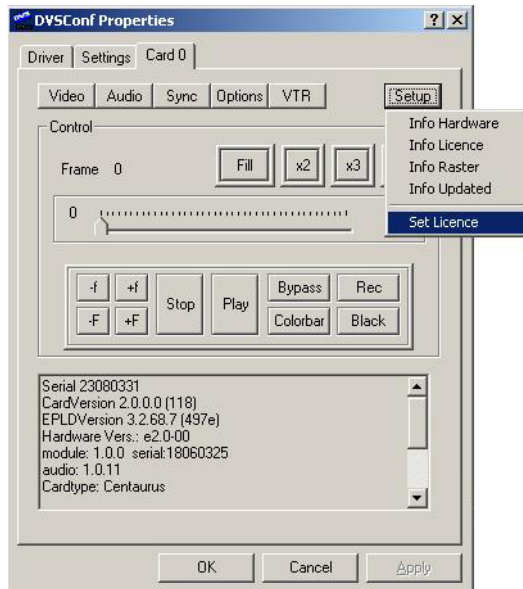 DVSConf Properties
Driver Settings Card 0
Video Audio Sync Options VTR Setup
Info Hardware
Info Licence
Info Raster
Info Updated
Set Licence
Control
Frame 0 Fill x2 x3
0
-f +f Stop Play Bypass Rec
-F +F Colorbar Black
Serial 23080331
CardVersion 2.0.0.0 (118)
EPLDVersion 3.2.68.7 (497e)
Hardware Vers.: e2.0-00
module: 1.0.0 serial:18060325
audio: 1.0.11
Cardtype: Centaurus
OK Cancel Apply